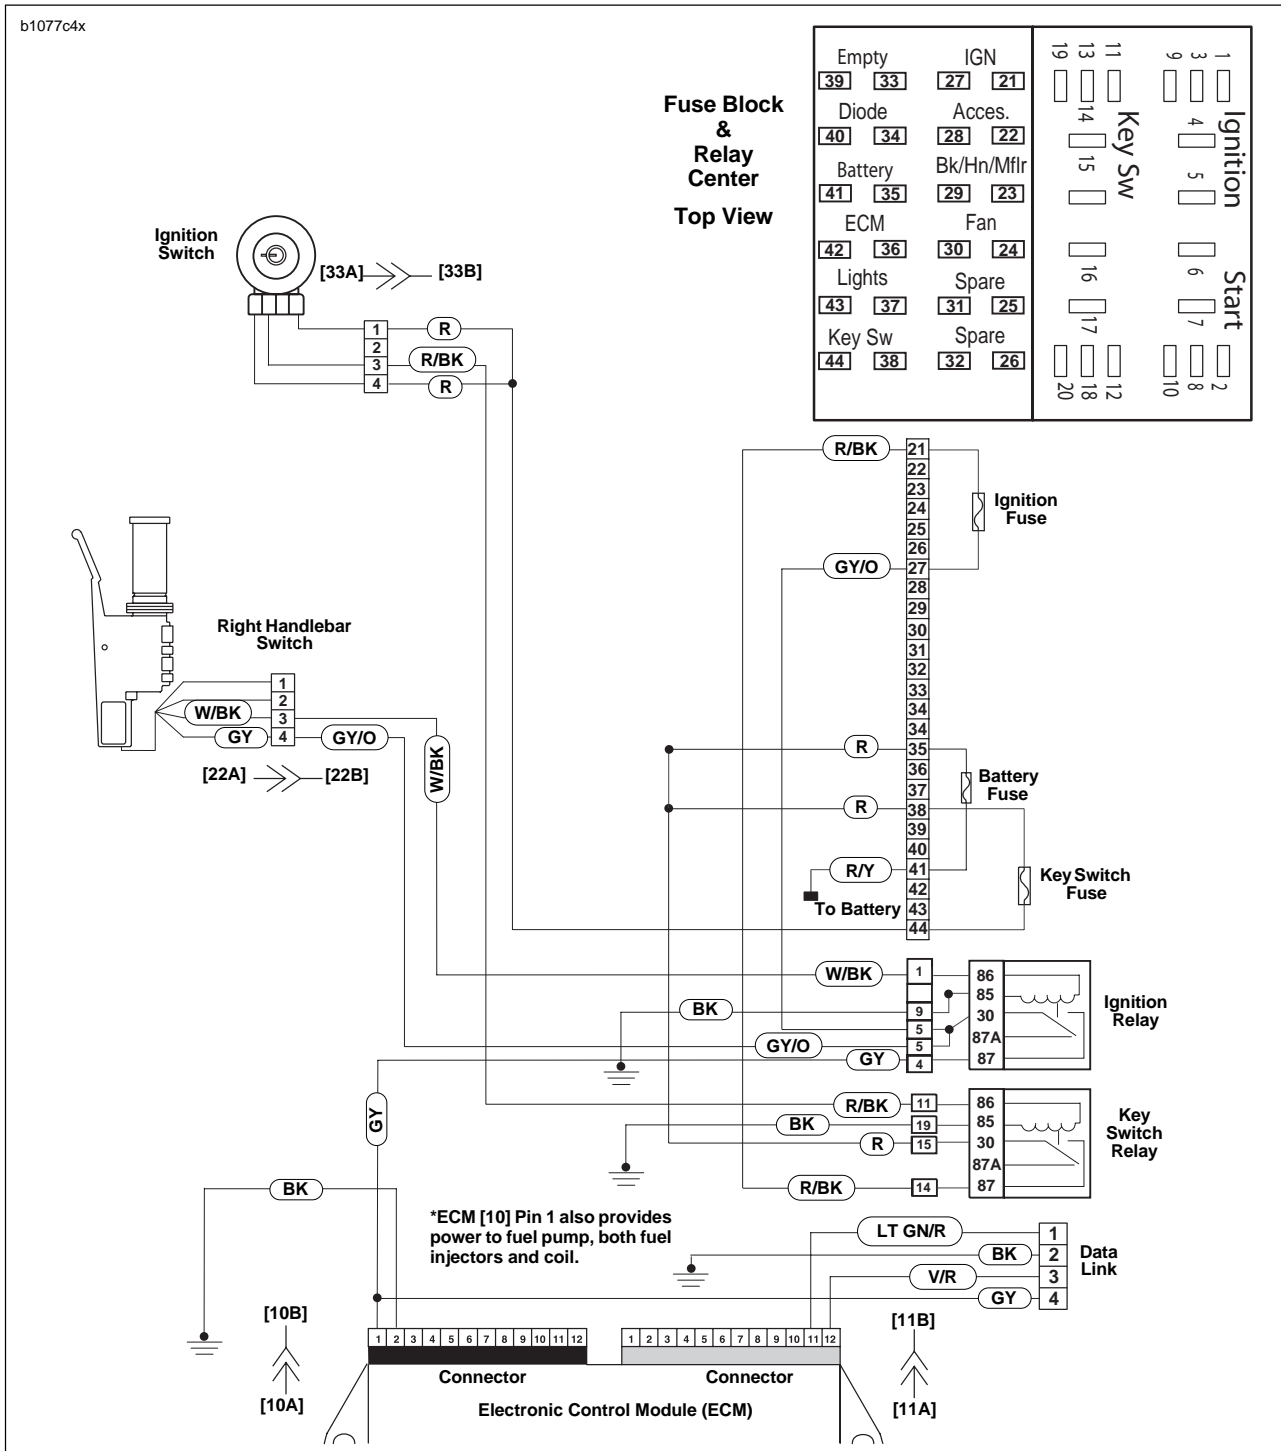 b1077c4x
Fuse Block
&
Relay
Center
Top View
Empty IGN
39 33 27 21
Diode Acces.
40 34 28 22
Battery Bk/Hn/Mflr
41 35 29 23
ECM Fan
42 36 30 24
Lights Spare
43 37 31 25
Key Sw Spare
44 38 32 26
19 13 11 9 3 1
14 4
15 5
Key Sw
Ignition
16 6
17 7
Start
20 18 12 10 8 2
Ignition
Switch
[33A] [33B]
1 R
2
3 R/BK
4 R
Right Handlebar
Switch
1
2
W/BK 3
GY 4 GY/O
[22A] [22B]
W/BK
R/BK 21
22
23
24
25
26
GY/O 27
28
29
30
31
32
33
34
34
R 35
36
37
R 38
39
40
R/Y 41
42
To Battery 43
44
Ignition
Fuse
Battery
Fuse
Key Switch
Fuse
W/BK 1 86
85
BK 9
5 30
GY/O 5 87A
GY 4 87
Ignition
Relay
R/BK 11 86
BK 19 85
R 15 30
87A
R/BK 14 87
Key
Switch
Relay
GY
BK
*ECM [10] Pin 1 also provides
power to fuel pump, both fuel
injectors and coil.
LT GN/R 1
BK 2
V/R 3
GY 4
Data
Link
[10B]
[10A]
[11B]
[11A]
1 2 3 4 5 6 7 8 9 10 11 12
1 2 3 4 5 6 7 8 9 10 11 12
Connector Connector
Electronic Control Module (ECM)